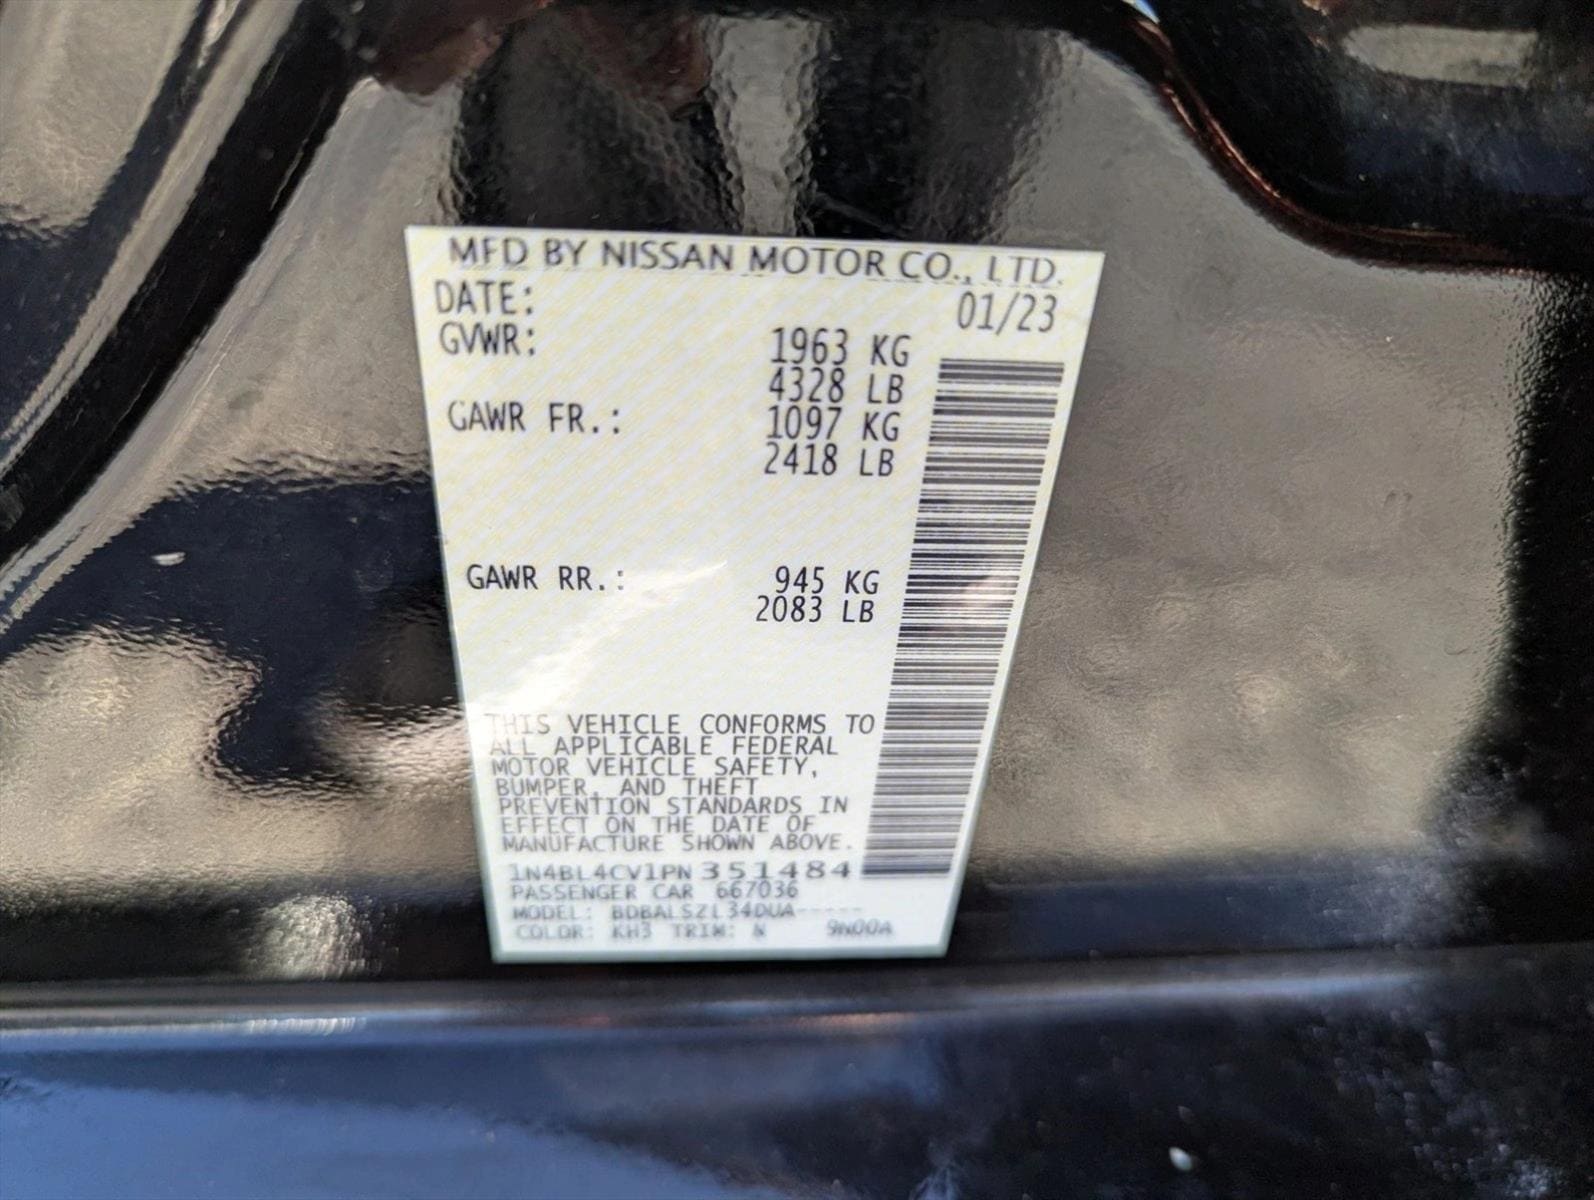 MFD BY NISSAN MOTOR CO., LTD.
DATE: 01/23
GVWR: 1963 KG
4328 LB
GAWR FR.: 1097 KG
2418 LB
GAWR RR.: 945 KG
2083 LB
THIS VEHICLE CONFORMS TO
ALL APPLICABLE FEDERAL
MOTOR VEHICLE SAFETY,
BUMPER, AND THEFT
PREVENTION STANDARDS IN
EFFECT ON THE DATE OF
MANUFACTURE SHOWN ABOVE.
1N4BL4CV1PN351484
PASSENGER CAR 667036
MODEL:
COLOR: KH3 TRIM: